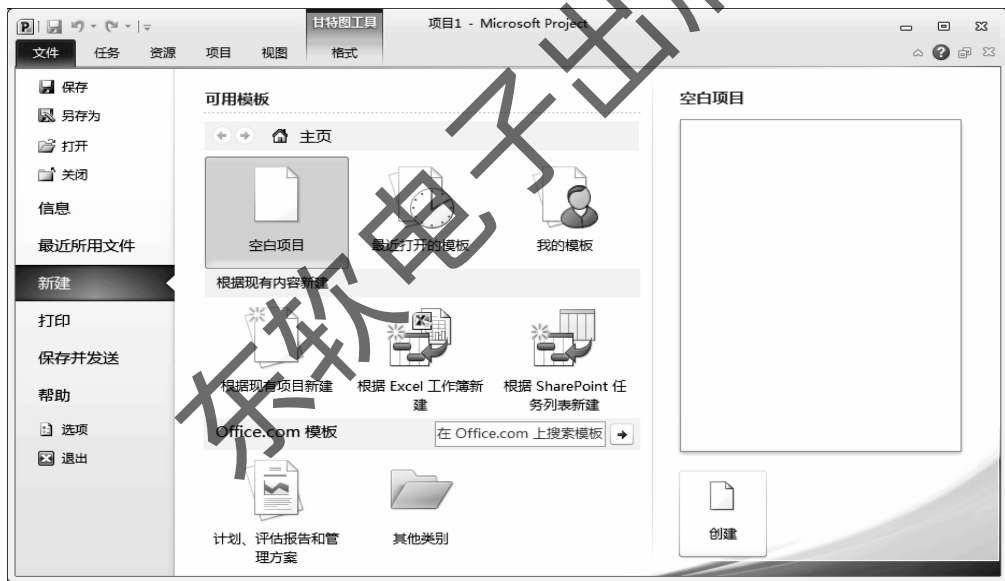 甘特图工具
项目1 - Microsoft Project
文件 任务 资源 项目 视图 格式
保存
另存为
打开
关闭
信息
最近所用文件
新建
打印
保存并发送
帮助
选项
退出
可用模板
主页
空白项目
最近打开的模板
我的模板
根据现有内容新建
根据现有项目新建
根据 Excel 工作簿新
建
根据 SharePoint 任
务列表新建
Office.com 模板
在 Office.com 上搜索模板
计划、评估报告和管
理方案
其他类别
空白项目
创建
东软电子出